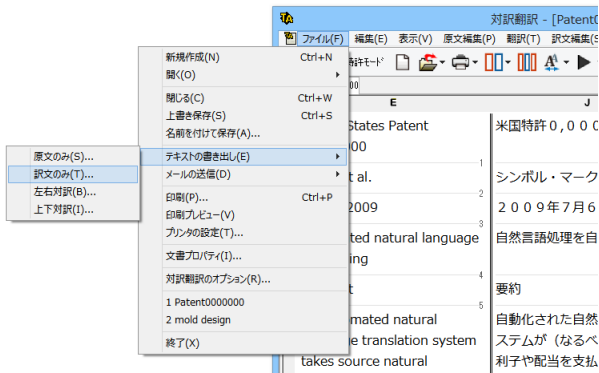 対訳翻訳 - [Patent0
ファイル(F) 編集(E) 表示(V) 原文編集(P) 翻訳(T) 訳文編集(S
新規作成(N) Ctrl+N
開く(O)
閉じる(C) Ctrl+W
上書き保存(S) Ctrl+S
名前を付けて保存(A)...
テキストの書き出し(E)
メールの送信(D)
印刷(P)... Ctrl+P
印刷プレビュー(V)
プリンタの設定(T)...
文書プロパティ(I)...
対訳翻訳のオプション(R)...
1 Patent0000000
2 mold design
終了(X)
原文のみ(S)...
訳文のみ(T)...
左右対訳(B)...
上下対訳(I)...
特許モード
00
E J
States Patent 米国特許０,０００
00
1
t al. シンボル・マーク
2
2009 ２００９年７月６
3
ted natural language 自然言語処理を自
ing
4
t 要約
5
mated natural 自動化された自然
e translation system ステムが（なるべ
takes source natural 利子や配当を支払